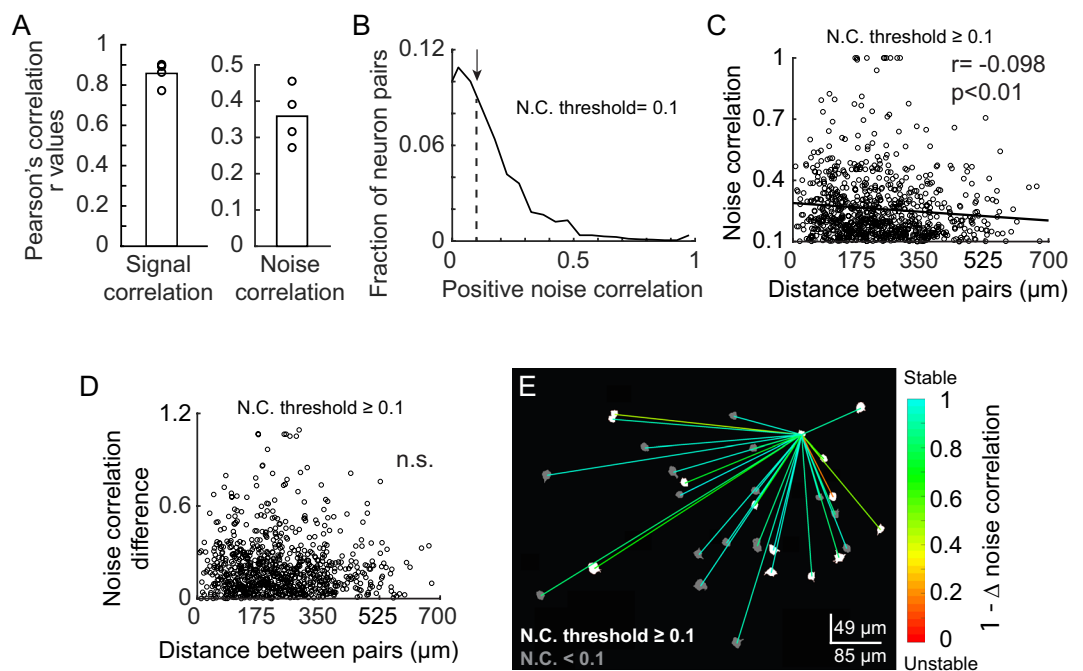 A
Pearson's correlation
r values
1
0.8
0.6
0.4
0.2
0
Signal
correlation
0.5
0.4
0.3
0.2
0.1
0
Noise
correlation
B
Fraction of neuron pairs
0.12
0.06
0
N.C. threshold= 0.1
0
0.5
1
Positive noise correlation
C
N.C. threshold ≥ 0.1
r= -0.098
p<0.01
Noise correlation
1
0.7
0.4
0.1
0
175
350
525
700
Distance between pairs (µm)
D
N.C. threshold ≥ 0.1
n.s.
Noise correlation
difference
1.2
0.6
0
0
175
350
525
700
Distance between pairs (µm)
E
N.C. threshold ≥ 0.1
N.C. < 0.1
49 µm
85 µm
Stable
1
0.8
0.6
0.4
0.2
0
Unstable
1 - Δ noise correlation